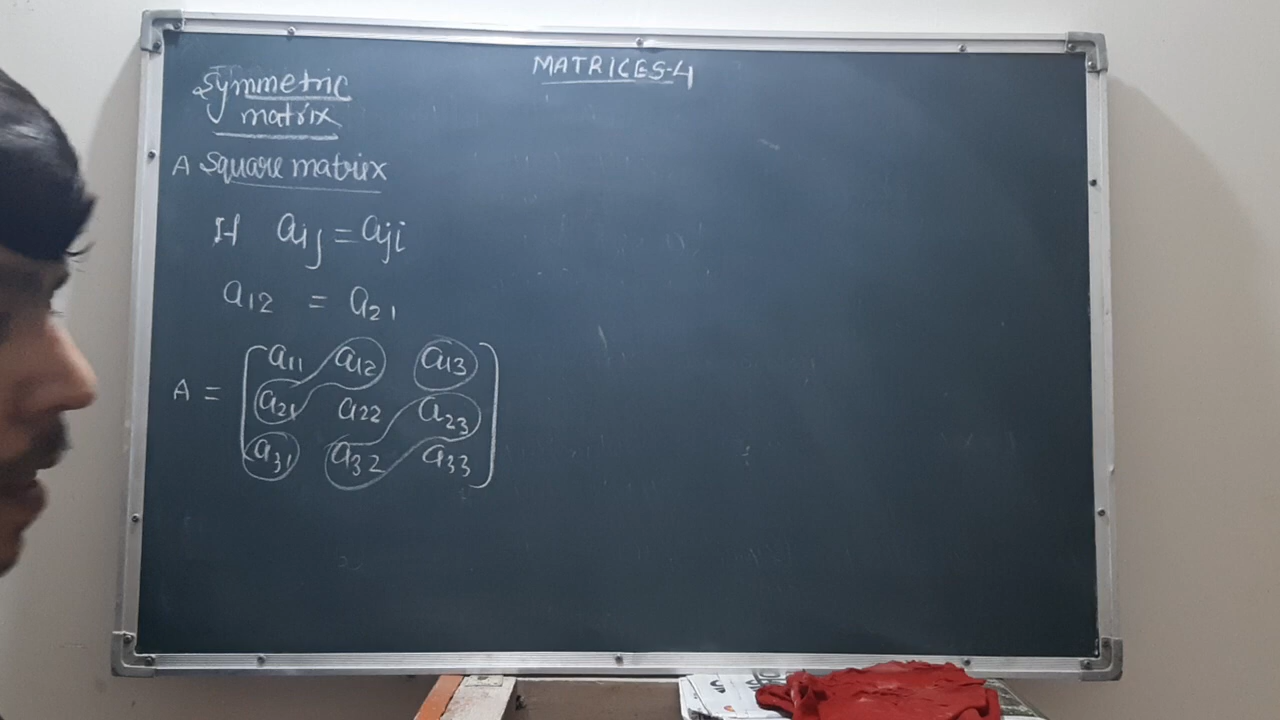 MATRICES-4
Symmetric
matrix
A Square matrix
If aij = aji
a12 = a21
a11 a12 a13
A = a21 a22 a23
a31 a32 a33